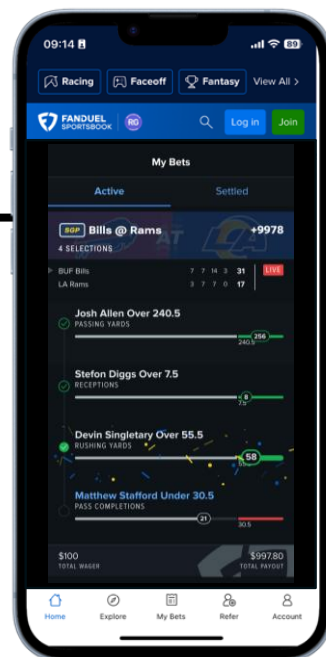 09:14 89
Racing Faceoff Fantasy View All >
FANDUEL SPORTSBOOK RG Log in Join
My Bets
Active Settled
SGP Bills @ Rams +9978
AT
4 SELECTIONS
BUF Bills 7 7 14 3 31 LIVE
LA Rams 3 7 7 0 17
Josh Allen Over 240.5
PASSING YARDS
256
240.5
Stefon Diggs Over 7.5
RECEPTIONS
8
7.5
Devin Singletary Over 55.5
RUSHING YARDS
58
Matthew Stafford Under 30.5
PASS COMPLETIONS
21
30.5
$100 $997.80
TOTAL WAGER TOTAL PAYOUT
Home Explore My Bets Refer Account